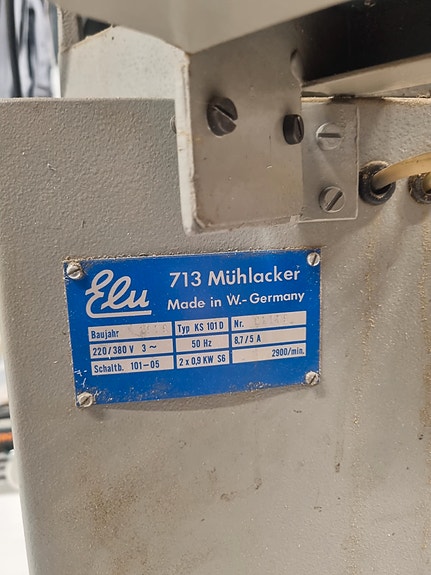 Elu
713 Mühlacker
Made in W.-Germany
Baujahr Typ KS 101 D Nr.
220/380 V 3 ~ 50 Hz 8,7/5 A
Schaltb. 101-05 2 x 0,9 KW S6 2900/min.